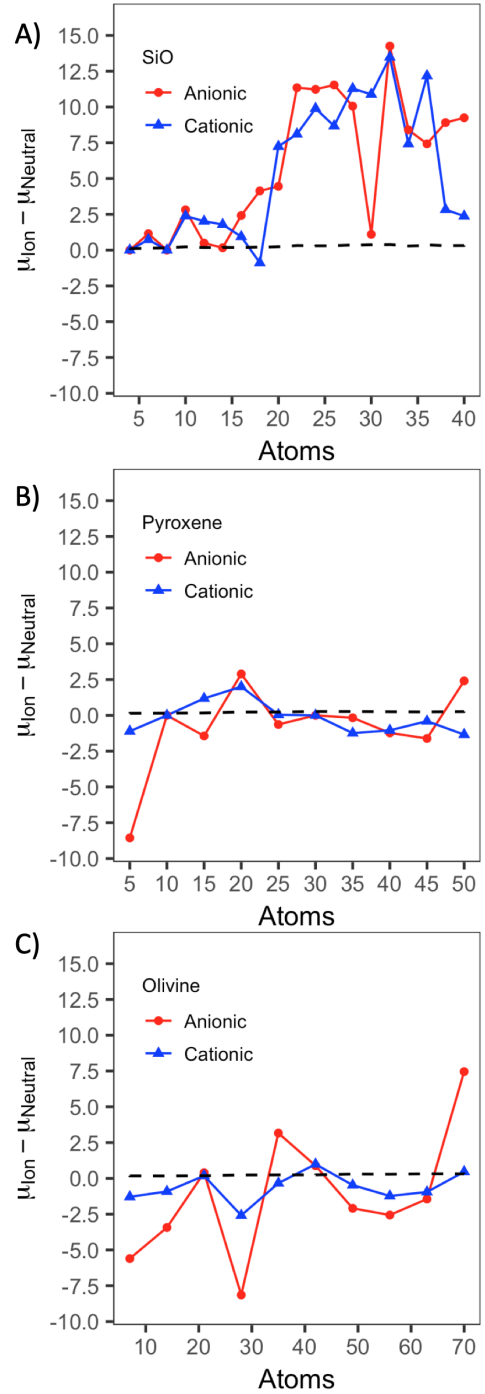 A)
15.0
12.5
10.0
7.5
5.0
2.5
0.0
-2.5
-5.0
-7.5
-10.0
μIon − μNeutral
SiO
Anionic
Cationic
5 10 15 20 25 30 35 40
Atoms
B)
15.0
12.5
10.0
7.5
5.0
2.5
0.0
-2.5
-5.0
-7.5
-10.0
μIon − μNeutral
Pyroxene
Anionic
Cationic
5 10 15 20 25 30 35 40 45 50
Atoms
C)
15.0
12.5
10.0
7.5
5.0
2.5
0.0
-2.5
-5.0
-7.5
-10.0
μIon − μNeutral
Olivine
Anionic
Cationic
10 20 30 40 50 60 70
Atoms